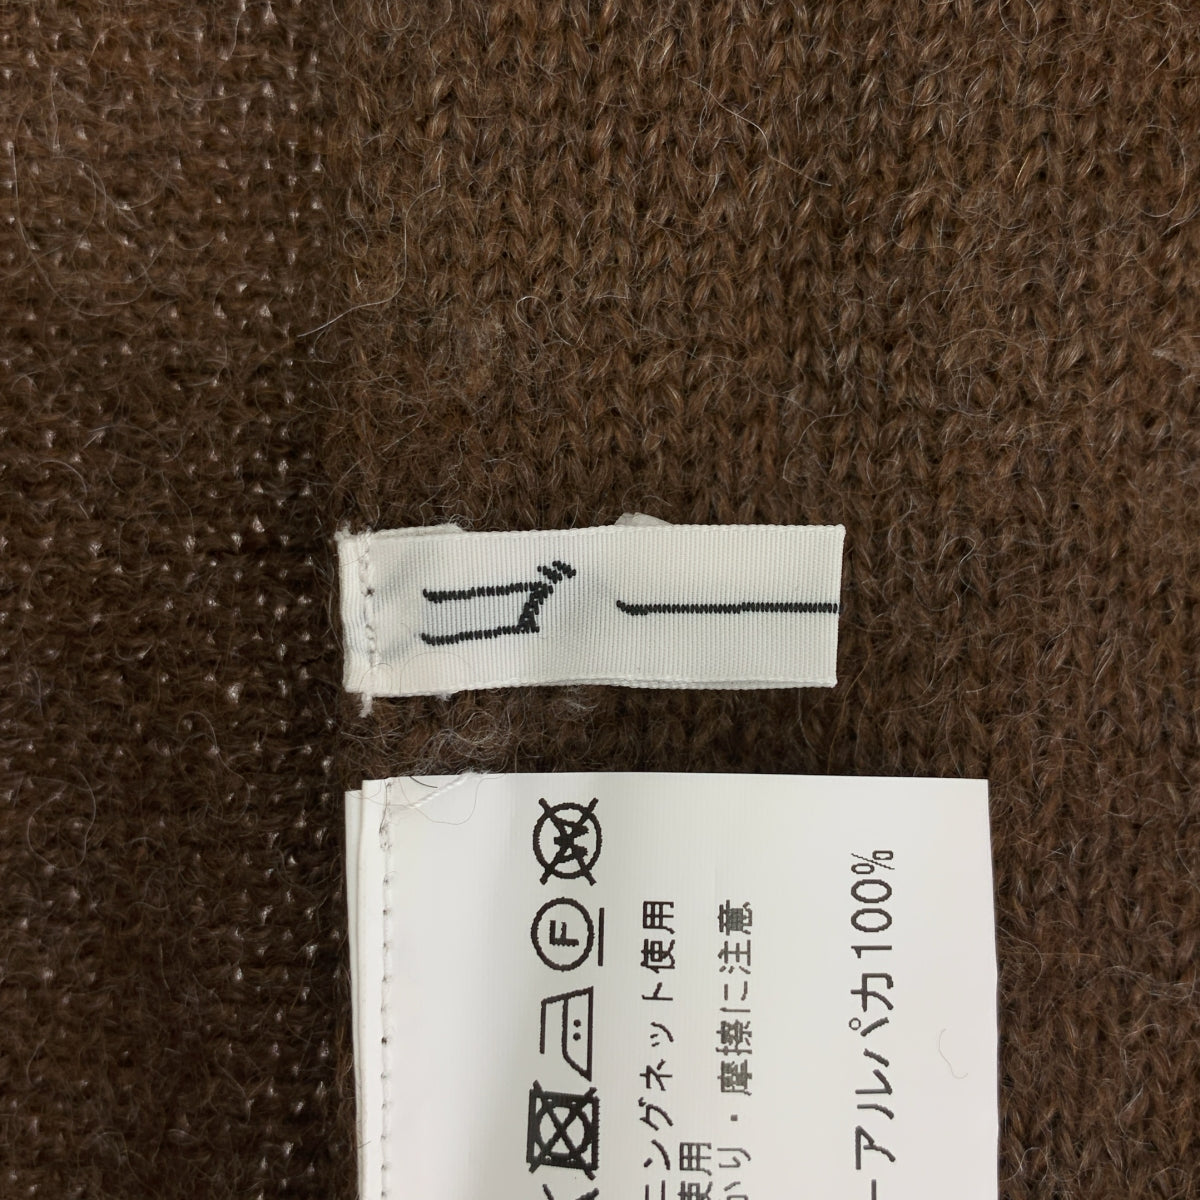 ゴー
Ⓕ Ⓦ
ニングネット使用
使用
かり・摩擦に注意
ーアルパカ100%